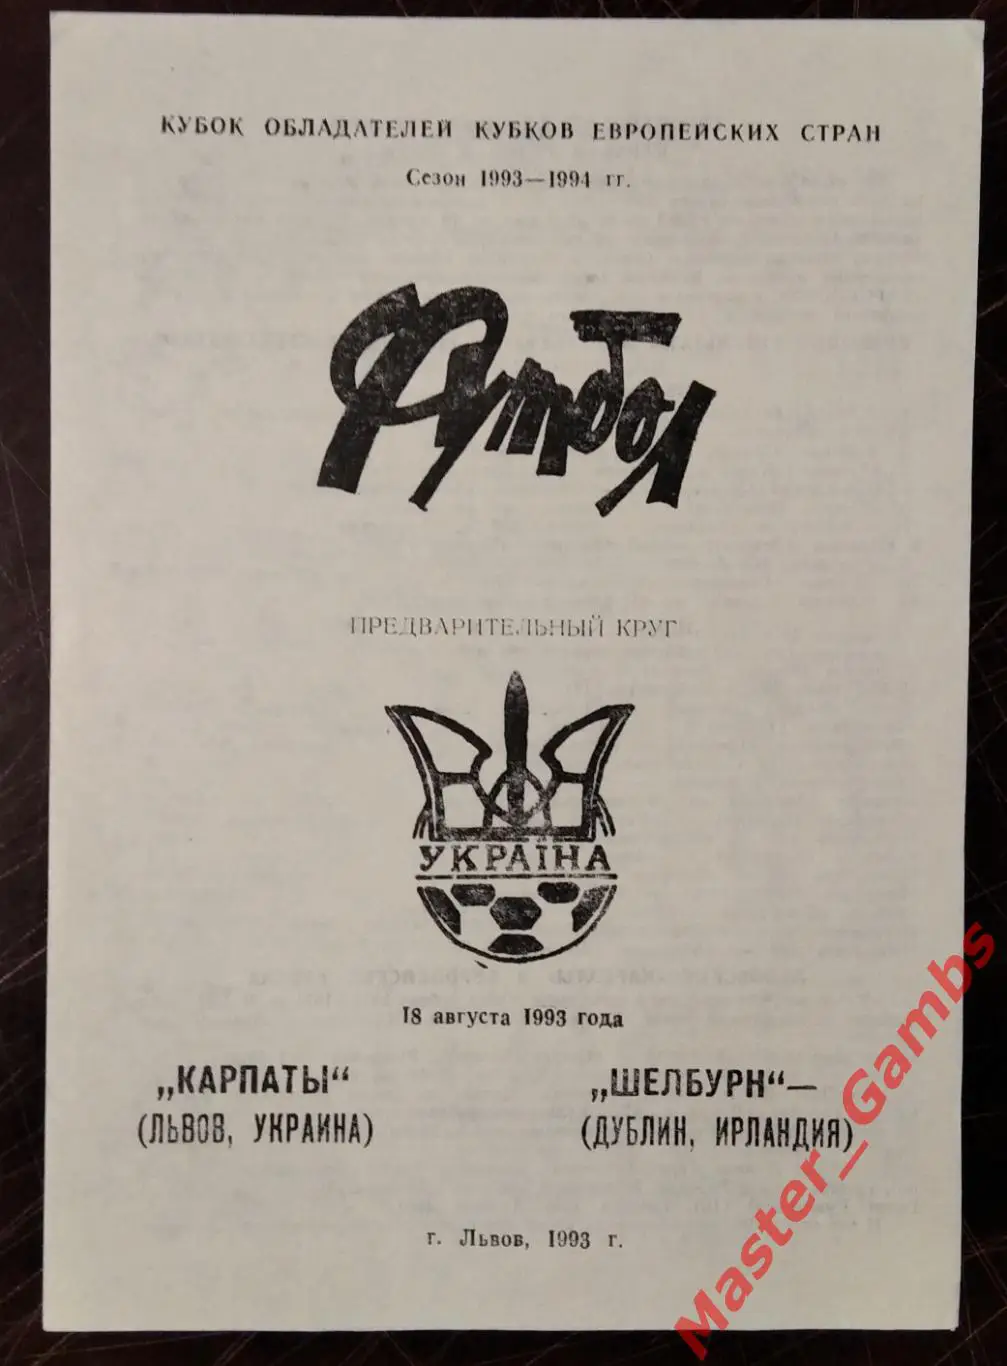 КУБОК ОБЛАДАТЕЛЕЙ КУБКОВ ЕВРОПЕЙСКИХ СТРАН
Сезон 1993—1994 гг.
Футбол
ПРЕДВАРИТЕЛЬНЫЙ КРУГ
УКРАЇНА
18 августа 1993 года
„КАРПАТЫ“
(ЛЬВОВ, УКРАИНА)
„ШЕЛБУРН“—
(ДУБЛИН, ИРЛАНДИЯ)
г. Львов, 1993 г.
Master_Gambs